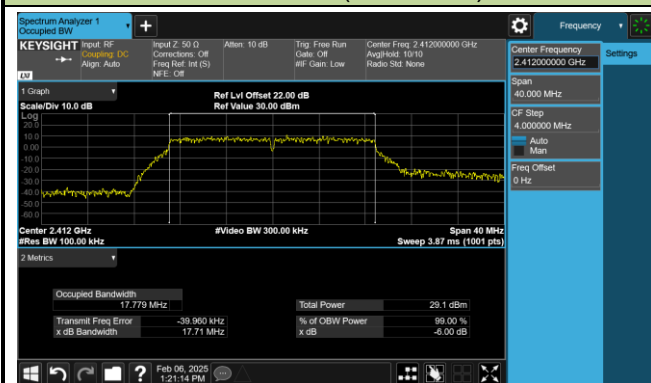 Spectrum Analyzer 1
Occupied BW
+
Frequency
KEYSIGHT
Input: RF
Coupling: DC
Align: Auto
Input Z: 50 Ω
Corrections: Off
Freq Ref: Int (S)
NFE: Off
Atten: 10 dB
Trig: Free Run
Gate: Off
#IF Gain: Low
Center Freq: 2.412000000 GHz
Avg|Hold: 10/10
Radio Std: None
Center Frequency
2.412000000 GHz
Settings
Span
40.000 MHz
CF Step
4.000000 MHz
Auto
Man
Freq Offset
0 Hz
1 Graph
Scale/Div 10.0 dB
Ref Lvl Offset 22.00 dB
Ref Value 30.00 dBm
Log
20.0
10.0
0.00
-10.0
-20.0
-30.0
-40.0
-50.0
-60.0
Center 2.412 GHz
#Video BW 300.00 kHz
Span 40 MHz
#Res BW 100.00 kHz
Sweep 3.87 ms (1001 pts)
2 Metrics
Occupied Bandwidth
17.779 MHz
Total Power 29.1 dBm
Transmit Freq Error -39.960 kHz
% of OBW Power 99.00 %
x dB Bandwidth 17.71 MHz
x dB -6.00 dB
?
Feb 06, 2025
1:21:14 PM